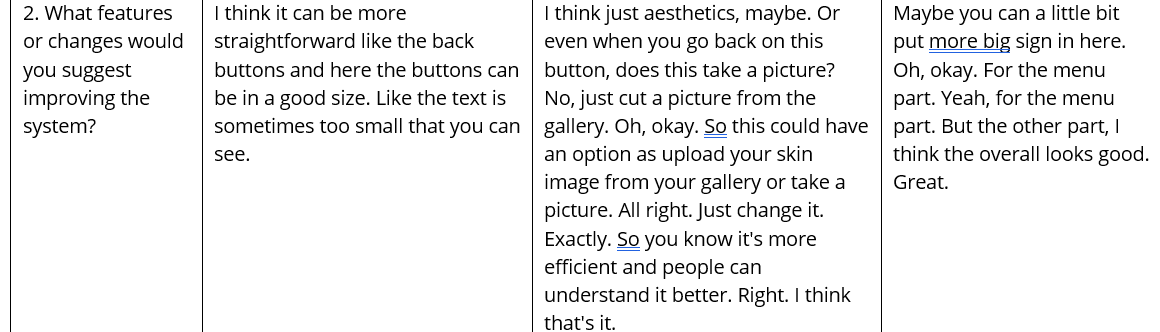 2. What features
or changes would
you suggest
improving the
system?
I think it can be more
straightforward like the back
buttons and here the buttons can
be in a good size. Like the text is
sometimes too small that you can
see.
I think just aesthetics, maybe. Or
even when you go back on this
button, does this take a picture?
No, just cut a picture from the
gallery. Oh, okay. So this could have
an option as upload your skin
image from your gallery or take a
picture. All right. Just change it.
Exactly. So you know it's more
efficient and people can
understand it better. Right. I think
that's it.
Maybe you can a little bit
put more big sign in here.
Oh, okay. For the menu
part. Yeah, for the menu
part. But the other part, I
think the overall looks good.
Great.